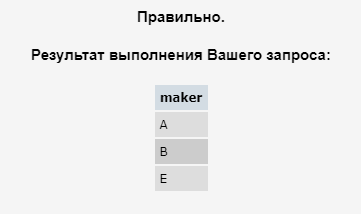 Правильно.
Результат выполнения Вашего запроса:
maker
A
B
E